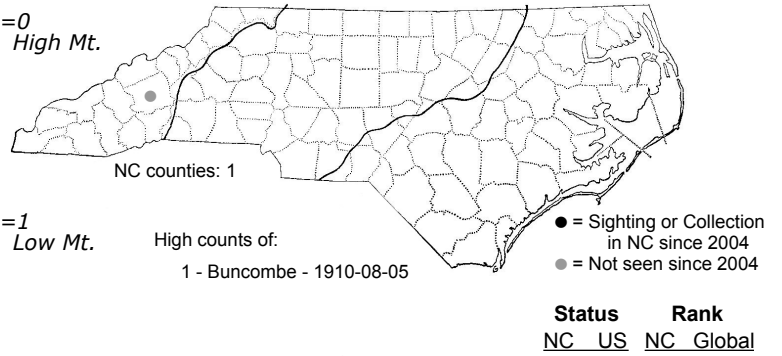 =0
High Mt.
NC counties: 1
=1
Low Mt.
High counts of:
1 - Buncombe - 1910-08-05
● = Sighting or Collection
in NC since 2004
● = Not seen since 2004
Status Rank
NC US NC Global